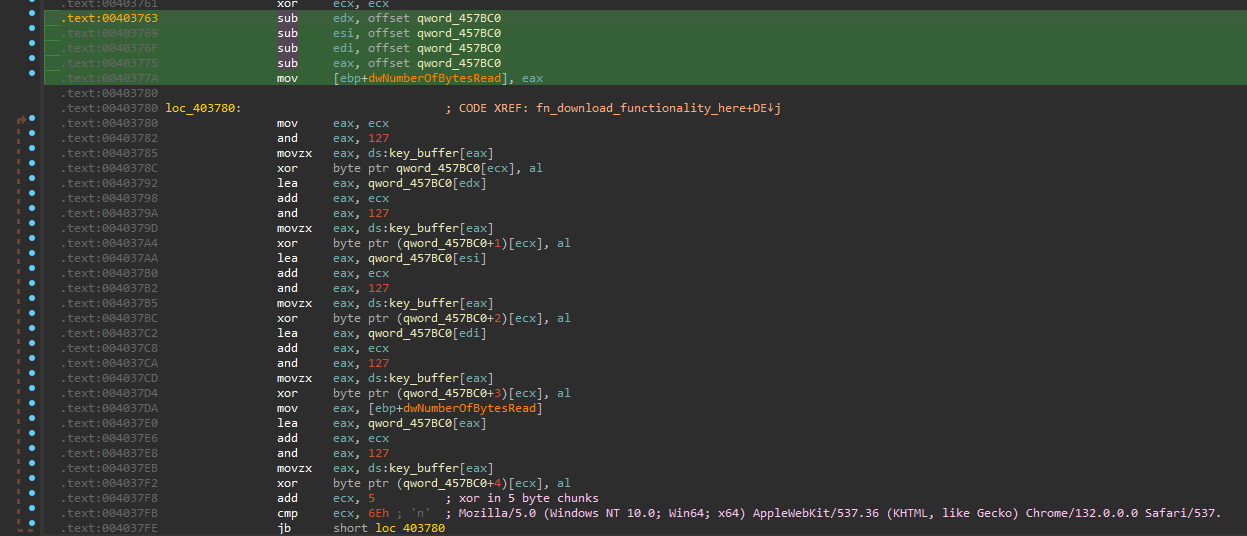 .text:00403761 xor ecx, ecx
.text:00403763 sub edx, offset qword_457BC0
.text:00403769 sub esi, offset qword_457BC0
.text:0040376F sub edi, offset qword_457BC0
.text:00403775 sub eax, offset qword_457BC0
.text:0040377A mov [ebp+dwNumberOfBytesRead], eax
.text:00403780
.text:00403780 loc_403780: ; CODE XREF: fn_download_functionality_here+DE↓j
.text:00403780 mov eax, ecx
.text:00403782 and eax, 127
.text:00403785 movzx eax, ds:key_buffer[eax]
.text:0040378C xor byte ptr qword_457BC0[ecx], al
.text:00403792 lea eax, qword_457BC0[edx]
.text:00403798 add eax, ecx
.text:0040379A and eax, 127
.text:0040379D movzx eax, ds:key_buffer[eax]
.text:004037A4 xor byte ptr (qword_457BC0+1)[ecx], al
.text:004037AA lea eax, qword_457BC0[esi]
.text:004037B0 add eax, ecx
.text:004037B2 and eax, 127
.text:004037B5 movzx eax, ds:key_buffer[eax]
.text:004037BC xor byte ptr (qword_457BC0+2)[ecx], al
.text:004037C2 lea eax, qword_457BC0[edi]
.text:004037C8 add eax, ecx
.text:004037CA and eax, 127
.text:004037CD movzx eax, ds:key_buffer[eax]
.text:004037D4 xor byte ptr (qword_457BC0+3)[ecx], al
.text:004037DA mov eax, [ebp+dwNumberOfBytesRead]
.text:004037E0 lea eax, qword_457BC0[eax]
.text:004037E6 add eax, ecx
.text:004037E8 and eax, 127
.text:004037EB movzx eax, ds:key_buffer[eax]
.text:004037F2 xor byte ptr (qword_457BC0+4)[ecx], al
.text:004037F8 add ecx, 5 ; xor in 5 byte chunks
.text:004037FB cmp ecx, 6Eh ; 'n' ; Mozilla/5.0 (Windows NT 10.0; Win64; x64) AppleWebKit/537.36 (KHTML, like Gecko) Chrome/132.0.0.0 Safari/537.
.text:004037FE jb short loc_403780